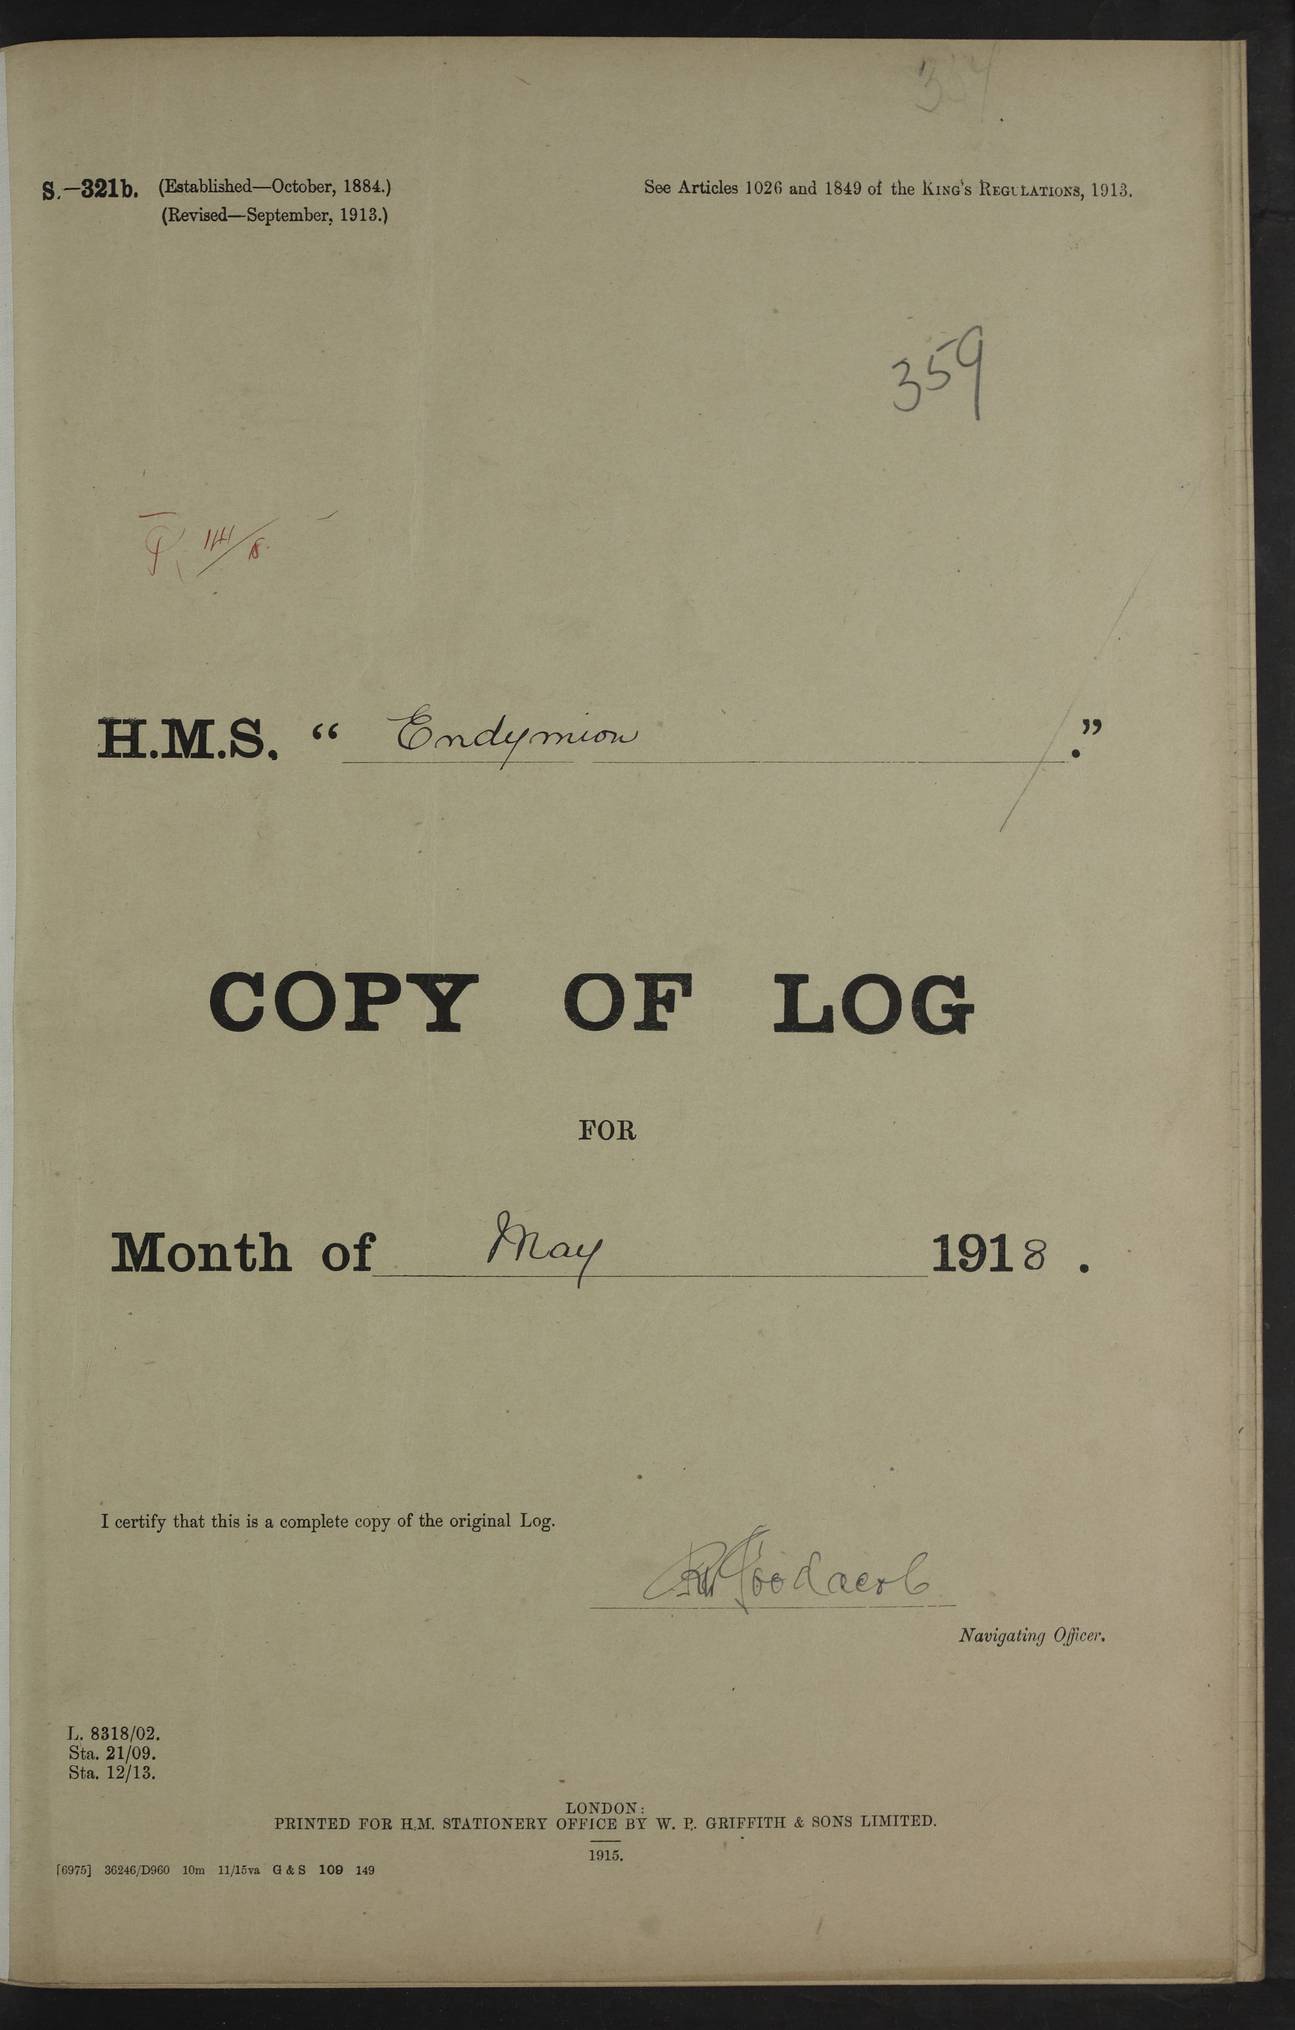 S.—321b. (Established—October, 1884.) See Articles 1026 and 1849 of the KING'S REGULATIONS, 1913.
(Revised—September, 1913.)
359
H.M.S. “ Endymion .”
COPY OF LOG
FOR
Month of May 1918 .
I certify that this is a complete copy of the original Log.
Navigating Officer.
L. 8318/02.
Sta. 21/09.
Sta. 12/13.
LONDON:
PRINTED FOR H.M. STATIONERY OFFICE BY W. P. GRIFFITH & SONS LIMITED.
1915.
[6975] 36246/D960 10m 11/15va G & S 109 149